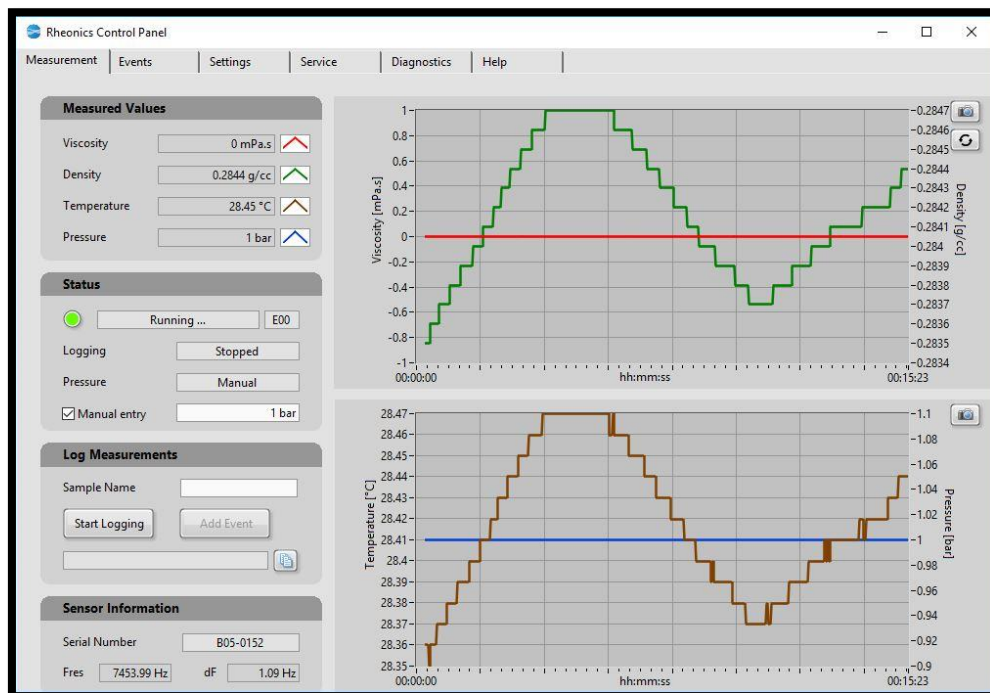 Rheonics Control Panel
Measurement Events Settings Service Diagnostics Help
Measured Values
Viscosity 0 mPa.s
Density 0.2844 g/cc
Temperature 28.45 °C
Pressure 1 bar
Status
Running ... E00
Logging Stopped
Pressure Manual
Manual entry 1 bar
Log Measurements
Sample Name
Start Logging Add Event
Sensor Information
Serial Number B05-0152
Fres 7453.99 Hz dF 1.09 Hz
Viscosity [mPa.s]
1
0.8
0.6
0.4
0.2
0
-0.2
-0.4
-0.6
-0.8
-1
Density [g/cc]
0.2847
0.2846
0.2845
0.2844
0.2843
0.2842
0.2841
0.284
0.2839
0.2838
0.2837
0.2836
0.2835
0.2834
00:00:00 hh:mm:ss 00:15:23
Temperature [°C]
28.47
28.46
28.45
28.44
28.43
28.42
28.41
28.4
28.39
28.38
28.37
28.36
28.35
Pressure [bar]
1.1
1.08
1.06
1.04
1.02
1
0.98
0.96
0.94
0.92
0.9
00:00:00 hh:mm:ss 00:15:23